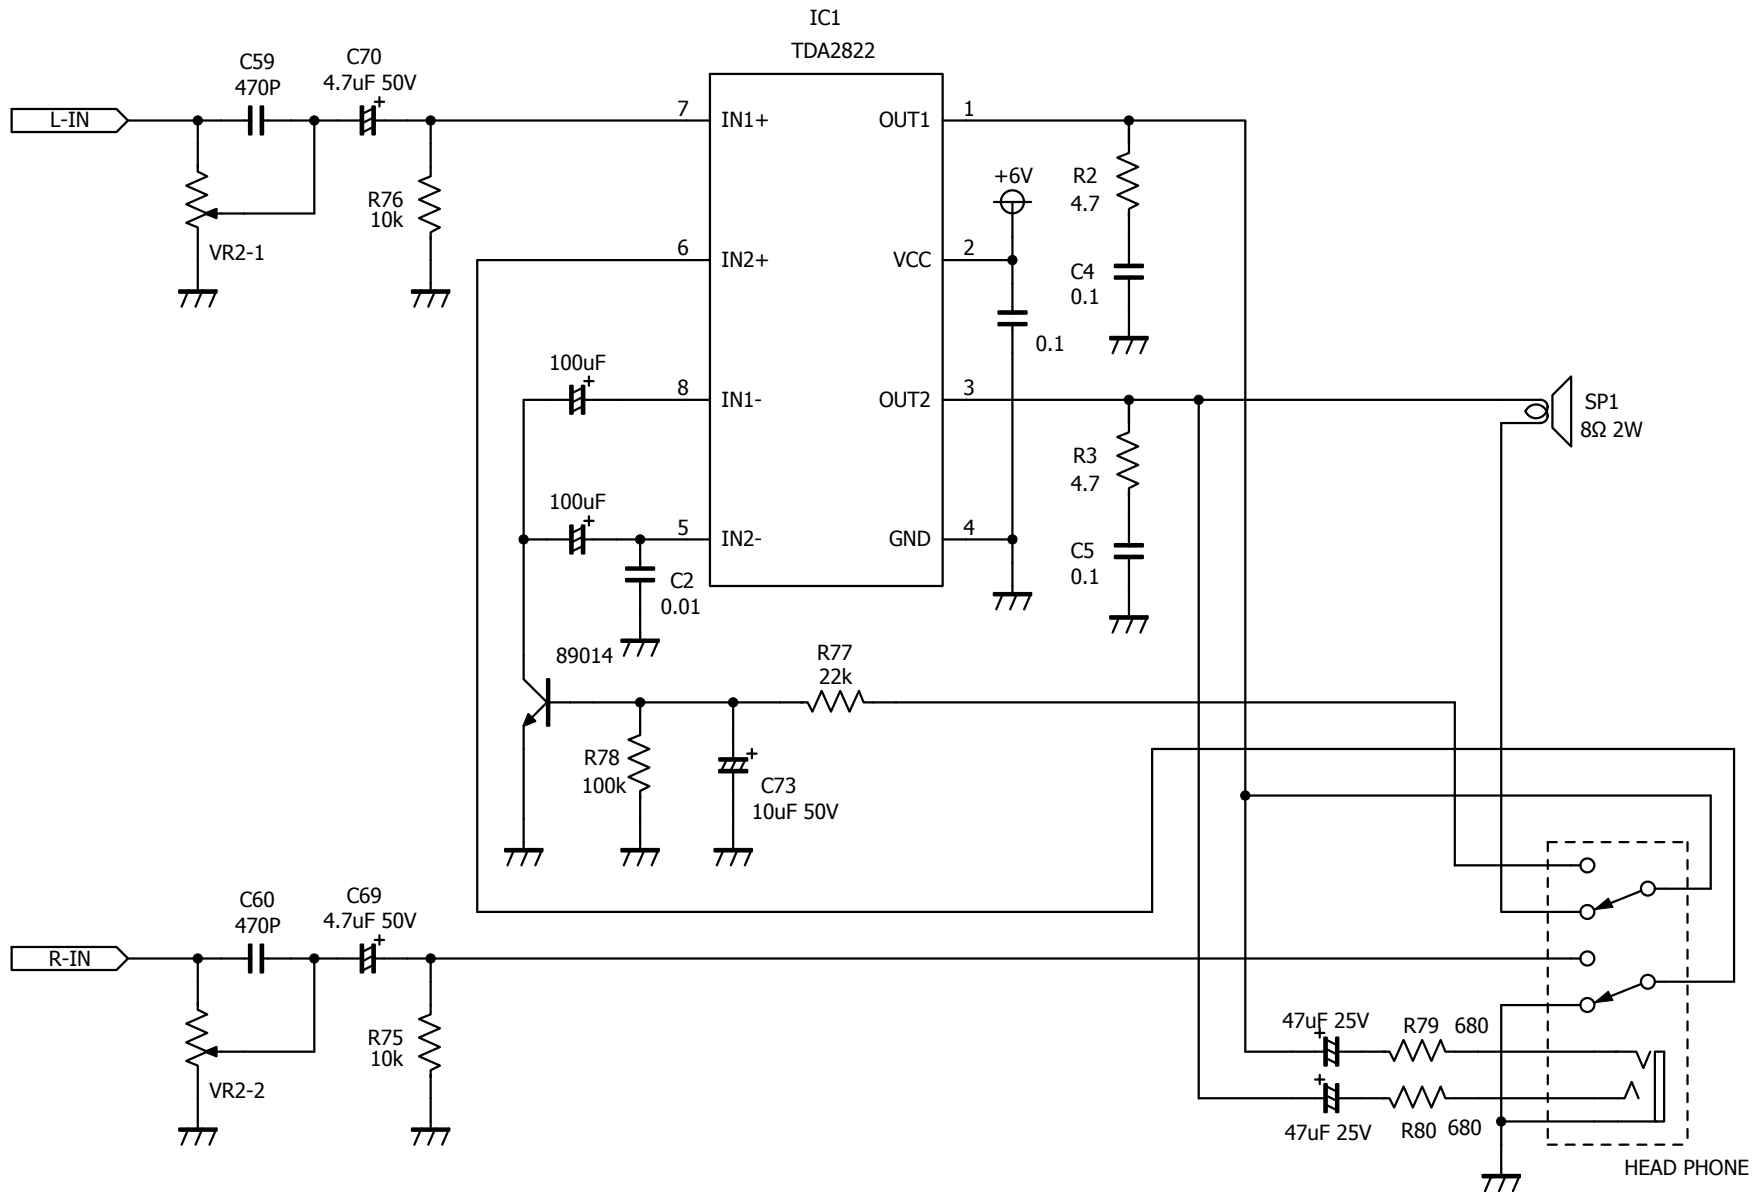 IC1
TDA2822
C59
470P
C70
4.7uF 50V
L-IN
7
IN1+
OUT1
1
R76
10k
VR2-1
+6V
R2
4.7
6
IN2+
VCC
2
C4
0.1
0.1
100uF
8
IN1-
OUT2
3
SP1
8Ω 2W
R3
4.7
100uF
5
IN2-
GND
4
C2
0.01
C5
0.1
89014
R77
22k
R78
100k
C73
10uF 50V
C60
470P
C69
4.7uF 50V
R-IN
R75
10k
VR2-2
47uF 25V
R79 680
47uF 25V
R80 680
HEAD PHONE